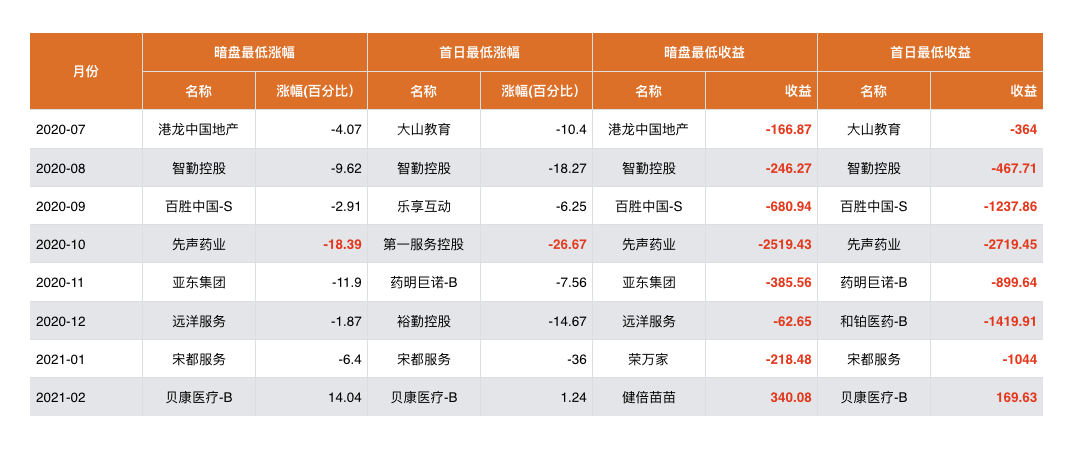 月份 暗盘最低涨幅 首日最低涨幅 暗盘最低收益 首日最低收益
名称 涨幅(百分比) 名称 涨幅(百分比) 名称 收益 名称 收益
2020-07 港龙中国地产 -4.07 大山教育 -10.4 港龙中国地产 -166.87 大山教育 -364
2020-08 智勤控股 -9.62 智勤控股 -18.27 智勤控股 -246.27 智勤控股 -467.71
2020-09 百胜中国-S -2.91 乐享互动 -6.25 百胜中国-S -680.94 百胜中国-S -1237.86
2020-10 先声药业 -18.39 第一服务控股 -26.67 先声药业 -2519.43 先声药业 -2719.45
2020-11 亚东集团 -11.9 药明巨诺-B -7.56 亚东集团 -385.56 药明巨诺-B -899.64
2020-12 远洋服务 -1.87 裕勤控股 -14.67 远洋服务 -62.65 和铂医药-B -1419.91
2021-01 宋都服务 -6.4 宋都服务 -36 荣万家 -218.48 宋都服务 -1044
2021-02 贝康医疗-B 14.04 贝康医疗-B 1.24 健倍苗苗 340.08 贝康医疗-B 169.63